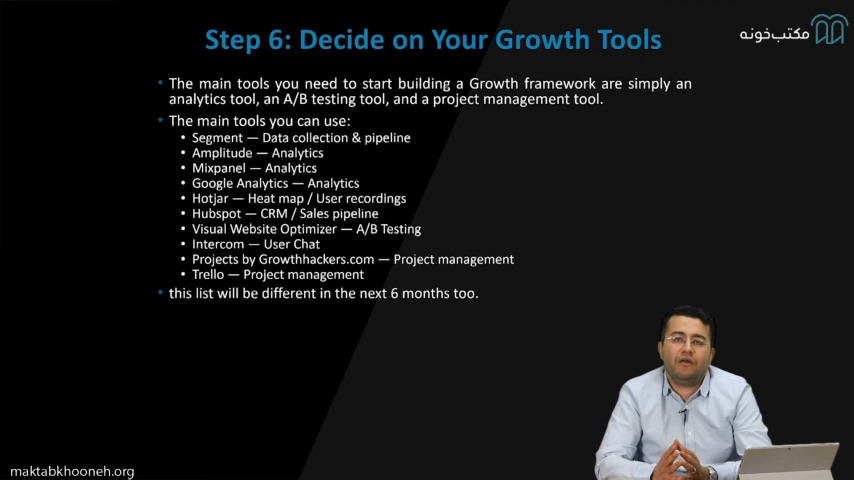 Step 6: Decide on Your Growth Tools
مکتب‌خونه
• The main tools you need to start building a Growth framework are simply an
analytics tool, an A/B testing tool, and a project management tool.
• The main tools you can use:
• Segment — Data collection & pipeline
• Amplitude — Analytics
• Mixpanel — Analytics
• Google Analytics — Analytics
• Hotjar — Heat map / User recordings
• Hubspot — CRM / Sales pipeline
• Visual Website Optimizer — A/B Testing
• Intercom — User Chat
• Projects by Growthhackers.com — Project management
• Trello — Project management
• this list will be different in the next 6 months too.
maktabkhooneh.org